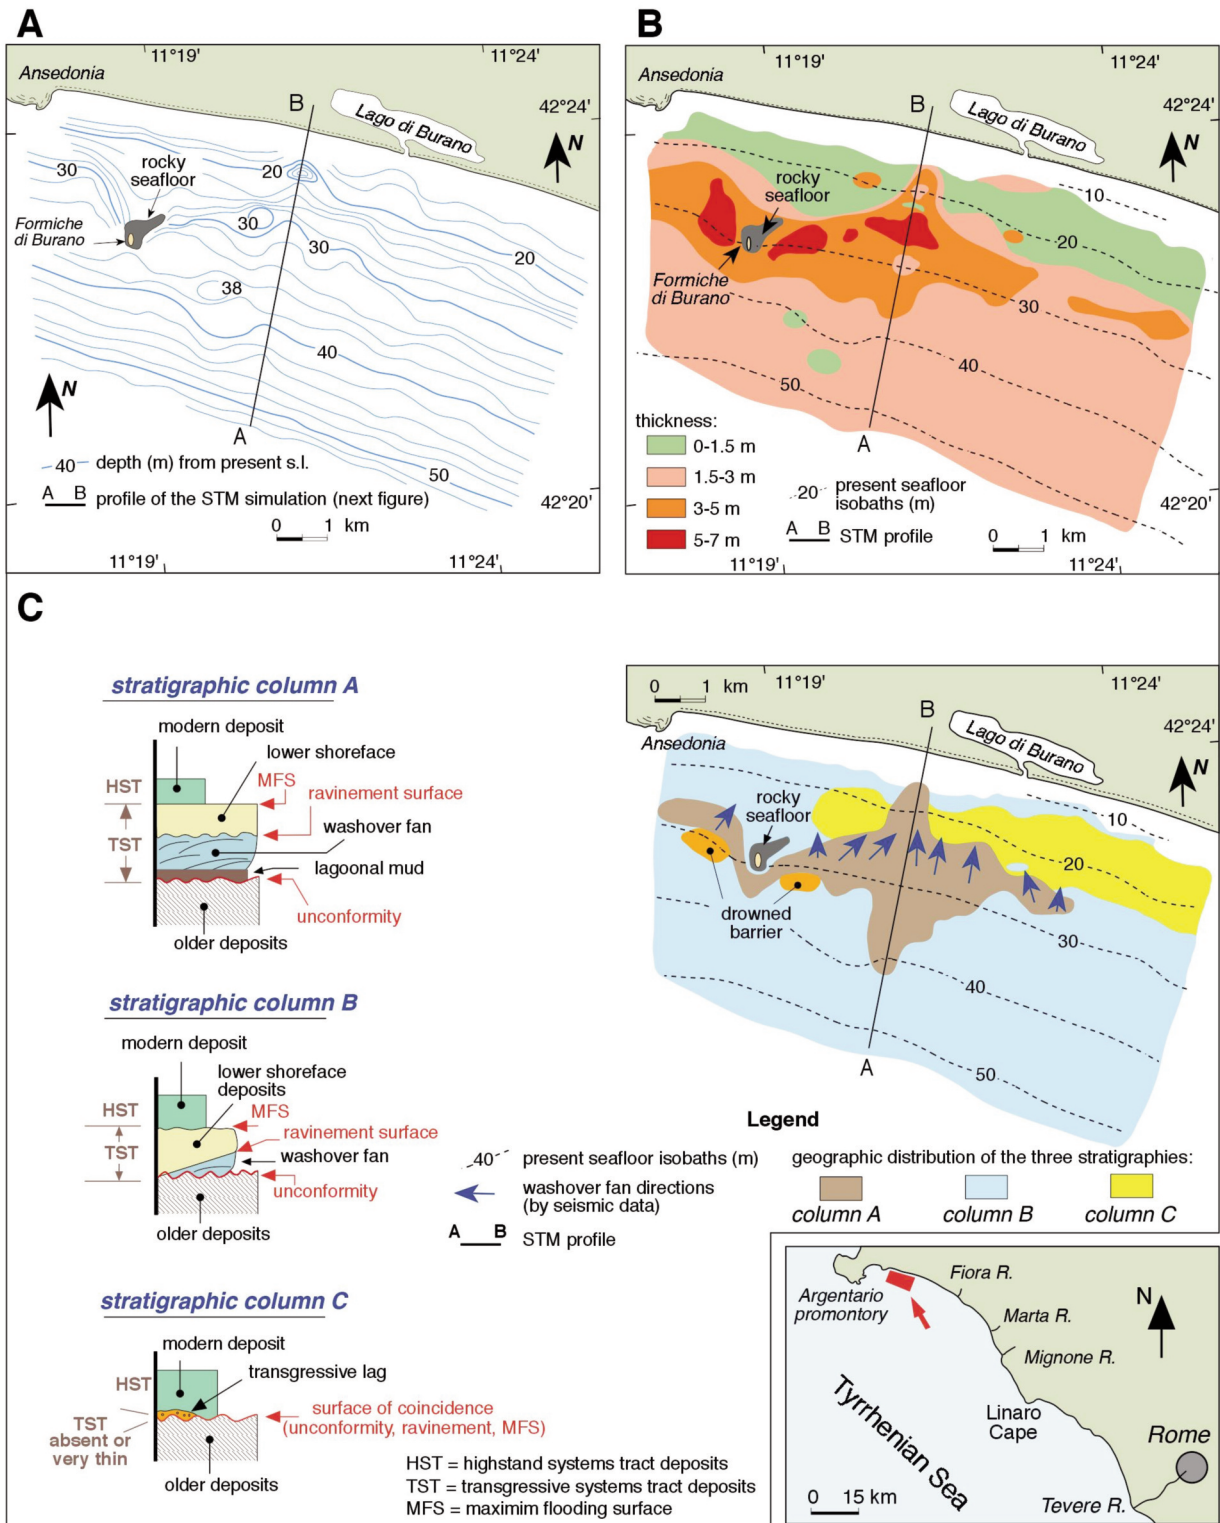 A
11°19'
11°24'
Ansedonia
B
Lago di Burano
42°24'
N
30
rocky
seafloor
20
Formiche
di Burano
30
30
20
38
40
N
A
40 depth (m) from present s.l.
50
A B profile of the STM simulation (next figure)
42°20'
0 1 km
11°19'
11°24'
B
11°19'
11°24'
Ansedonia
B
Lago di Burano
42°24'
N
10
rocky
seafloor
20
Formiche
di Burano
30
40
50
A
thickness:
0-1.5 m
1.5-3 m
3-5 m
5-7 m
20 present seafloor
isobaths (m)
A B STM profile
42°20'
0 1 km
11°19'
11°24'
C
stratigraphic column A
modern deposit
lower shoreface
HST
MFS
ravinement surface
TST
washover fan
lagoonal mud
unconformity
older deposits
stratigraphic column B
modern deposit
lower shoreface
deposits
HST
MFS
ravinement surface
TST
washover fan
unconformity
older deposits
stratigraphic column C
modern deposit
transgressive lag
HST
surface of coincidence
(unconformity, ravinement, MFS)
TST
absent or
very thin
older deposits
HST = highstand systems tract deposits
TST = transgressive systems tract deposits
MFS = maximim flooding surface
0 1 km
11°19'
11°24'
B
42°24'
Ansedonia
Lago di Burano
N
rocky
seafloor
10
20
drowned
barrier
30
40
A
50
Legend
40 present seafloor isobaths (m)
washover fan directions
(by seismic data)
A B STM profile
geographic distribution of the three stratigraphies:
column A
column B
column C
Argentario
promontory
Fiora R.
N
Marta R.
Mignone R.
Tyrrhenian Sea
Linaro
Cape
Rome
0 15 km
Tevere R.